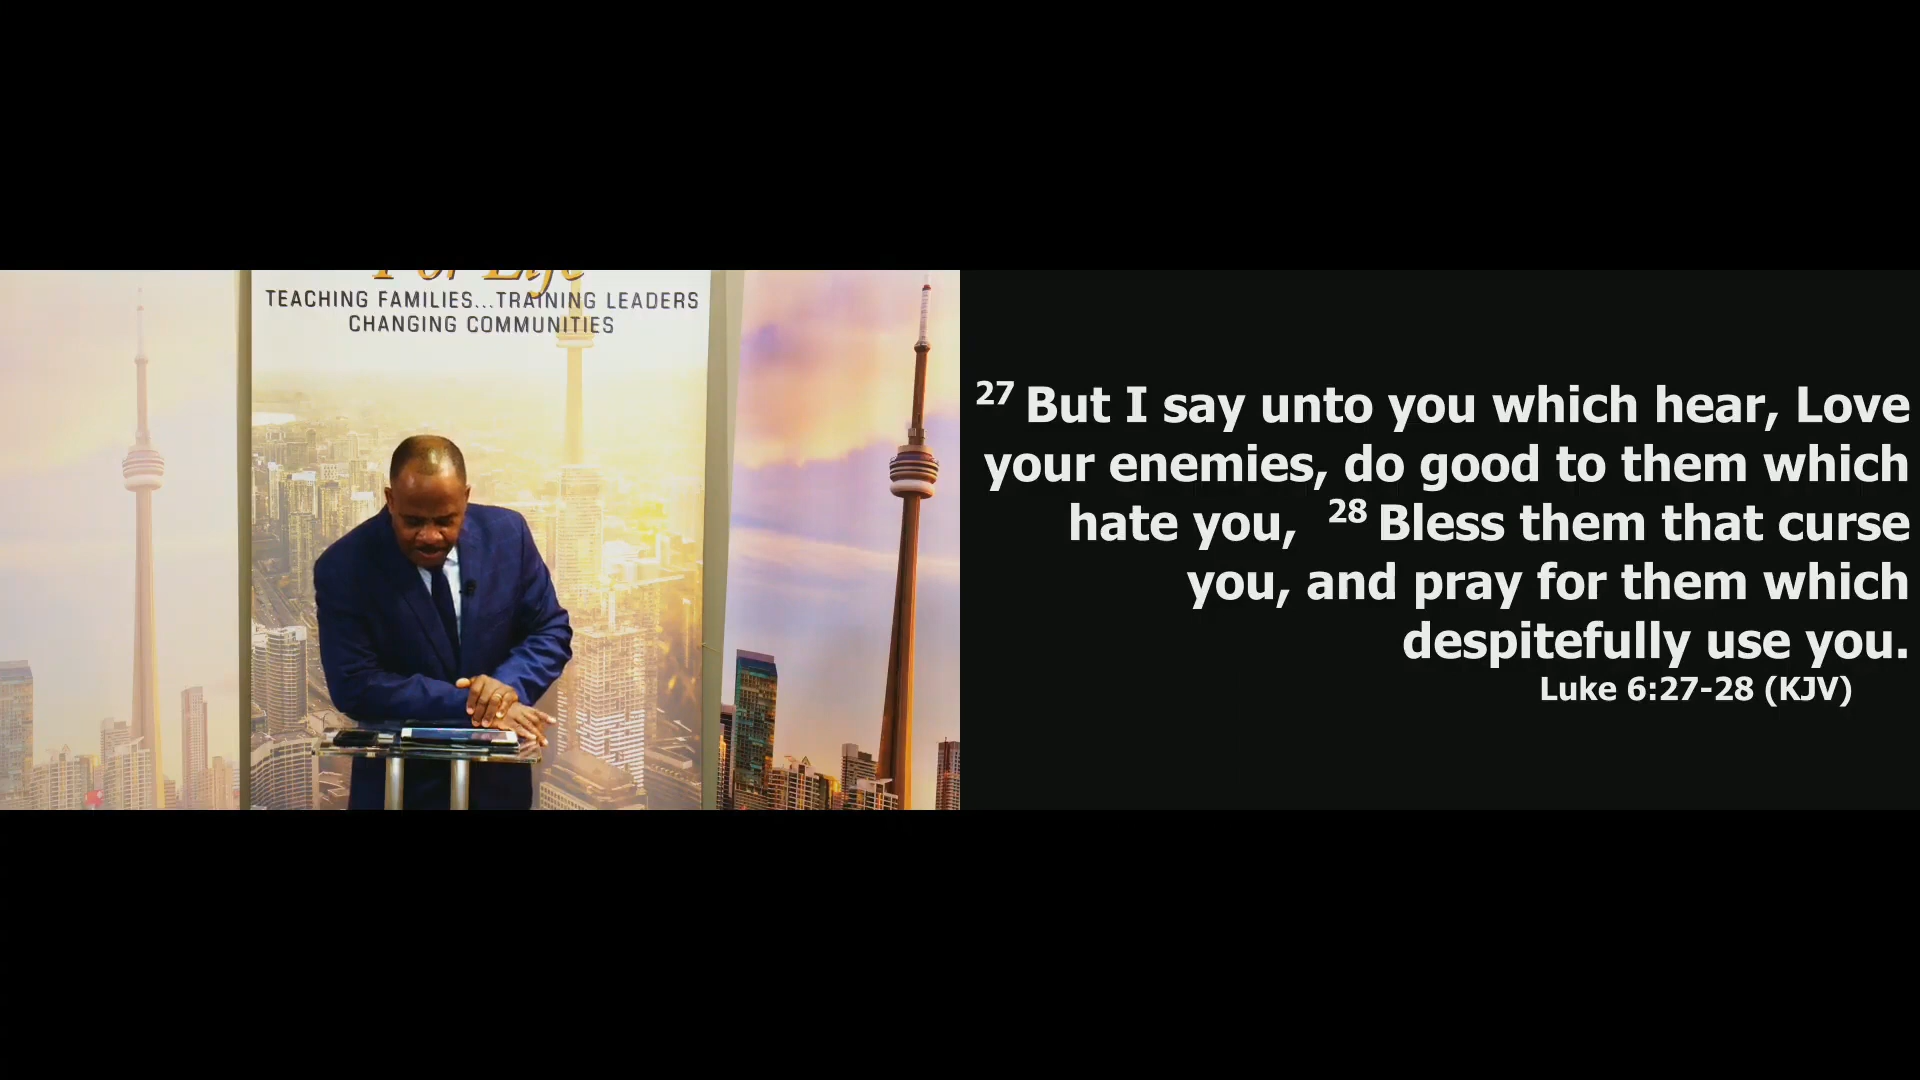 For Life
TEACHING FAMILIES...TRAINING LEADERS
CHANGING COMMUNITIES
27 But I say unto you which hear, Love
your enemies, do good to them which
hate you, 28 Bless them that curse
you, and pray for them which
despitefully use you.
Luke 6:27-28 (KJV)